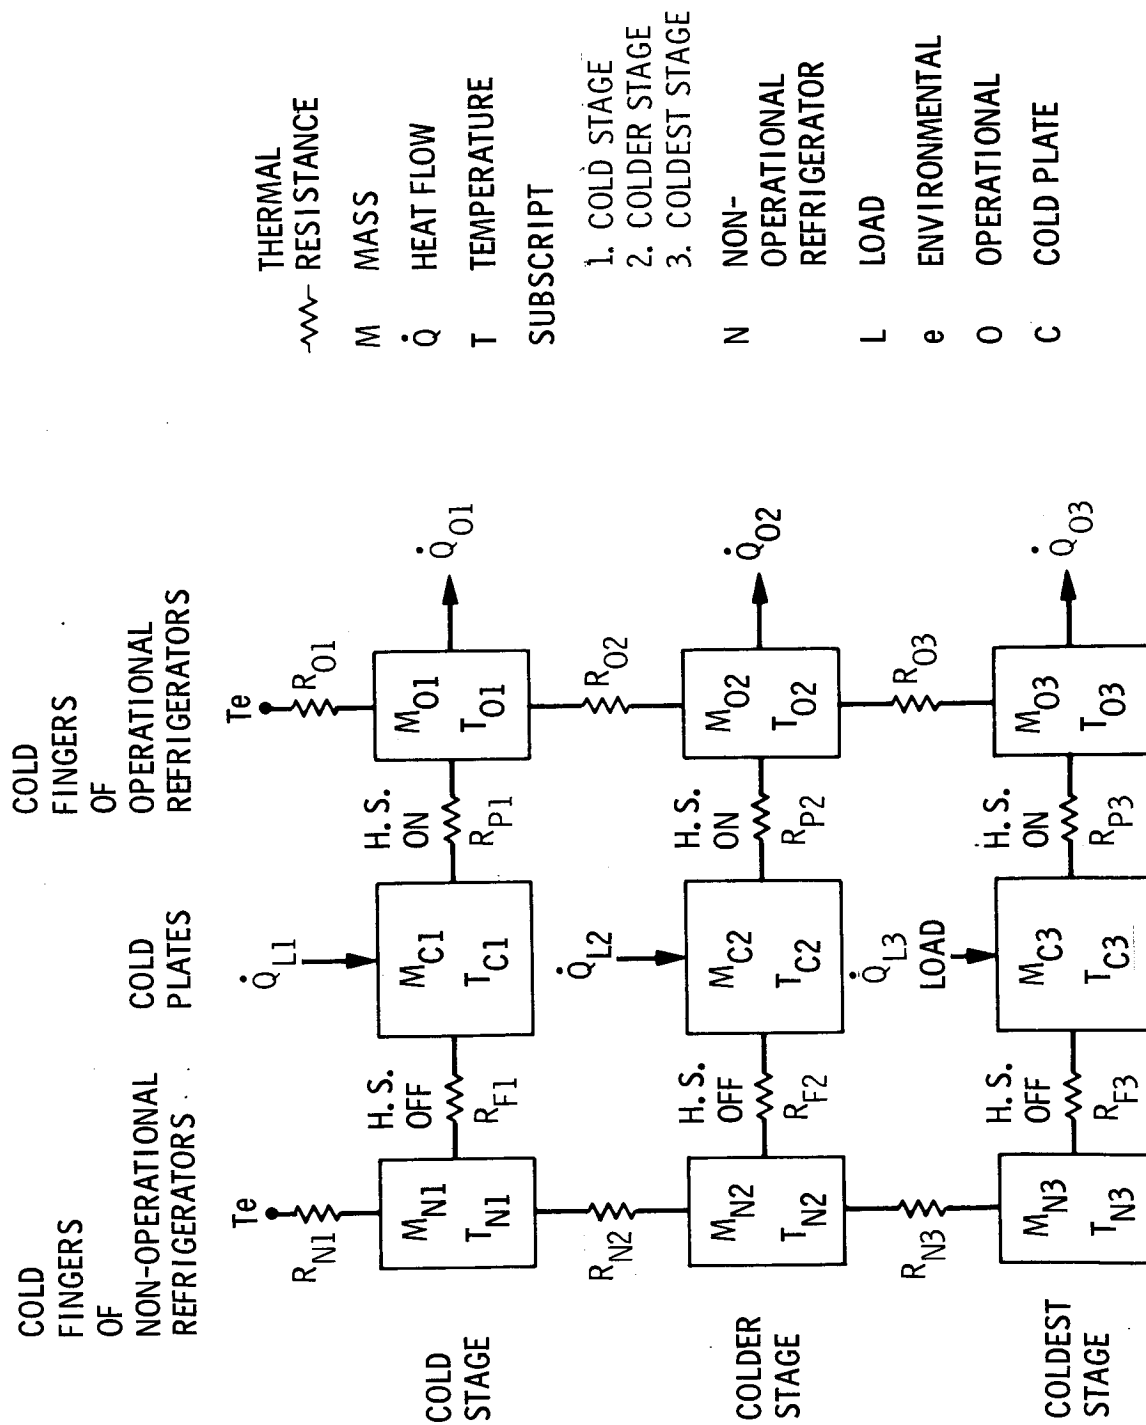 COLD
FINGERS
OF
NON-OPERATIONAL
REFRIGERATORS
COLD
PLATES
COLD
FINGERS
OF
OPERATIONAL
REFRIGERATORS
Te
R_N1
Q̇_L1
Te
R_O1
COLD
STAGE
M_N1
T_N1
H.S.
OFF
R_F1
M_C1
T_C1
H.S.
ON
R_P1
M_O1
T_O1
Q̇_O1
R_N2
Q̇_L2
R_O2
COLDER
STAGE
M_N2
T_N2
H.S.
OFF
R_F2
M_C2
T_C2
H.S.
ON
R_P2
M_O2
T_O2
Q̇_O2
R_N3
Q̇_L3
LOAD
R_O3
COLDEST
STAGE
M_N3
T_N3
H.S.
OFF
R_F3
M_C3
T_C3
H.S.
ON
R_P3
M_O3
T_O3
Q̇_O3
THERMAL
RESISTANCE
M MASS
Q̇ HEAT FLOW
T TEMPERATURE
SUBSCRIPT
1. COLD STAGE
2. COLDER STAGE
3. COLDEST STAGE
N NON-
OPERATIONAL
REFRIGERATOR
L LOAD
e ENVIRONMENTAL
O OPERATIONAL
C COLD PLATE